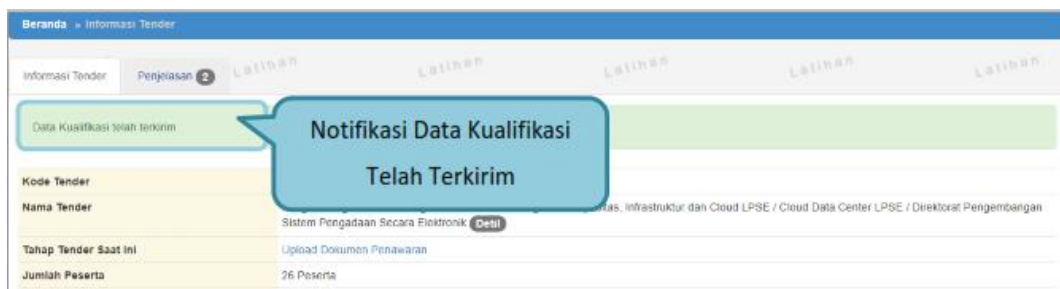 Beranda » Informasi Tender
Informasi Tender Penjelasan 2 Latihan Latihan Latihan Latihan Latihan
Data Kualifikasi telah terkirim
Notifikasi Data Kualifikasi
Telah Terkirim
Kode Tender
Nama Tender
Infrastruktur dan Cloud LPSE / Cloud Data Center LPSE / Direktorat Pengembangan
Sistem Pengadaan Secara Elektronik Detil
Tahap Tender Saat Ini Upload Dokumen Penawaran
Jumlah Peserta 26 Peserta